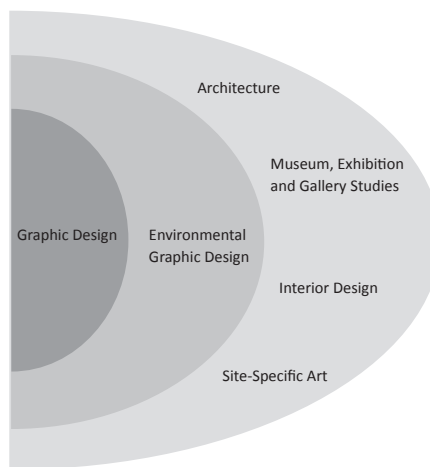 Architecture
Museum, Exhibition
and Gallery Studies
Graphic Design
Environmental
Graphic Design
Interior Design
Site-Specific Art